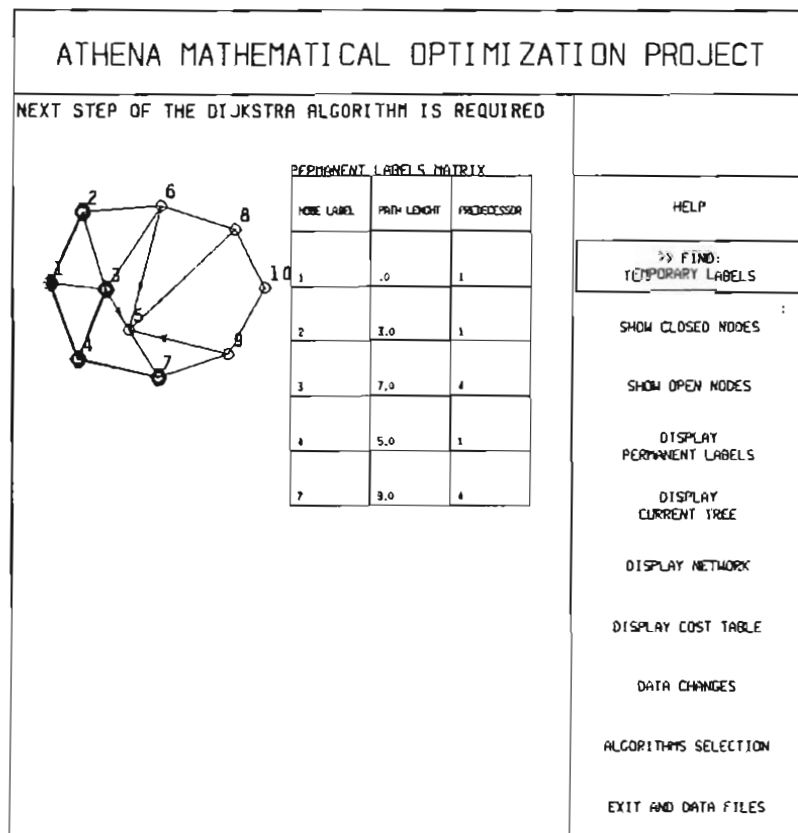 ATHENA MATHEMATICAL OPTIMIZATION PROJECT
NEXT STEP OF THE DIJKSTRA ALGORITHM IS REQUIRED
2
6
8
1
3
10
5
4
7
9
PERMANENT LABELS MATRIX
NODE LABEL PATH LENGHT PREDECESSOR
1 .0 1
2 3.0 1
3 7.0 4
4 5.0 1
7 9.0 4
HELP
>> FIND:
TEMPORARY LABELS
SHOW CLOSED NODES
SHOW OPEN NODES
DISPLAY
PERMANENT LABELS
DISPLAY
CURRENT TREE
DISPLAY NETWORK
DISPLAY COST TABLE
DATA CHANGES
ALGORITHMS SELECTION
EXIT AND DATA FILES